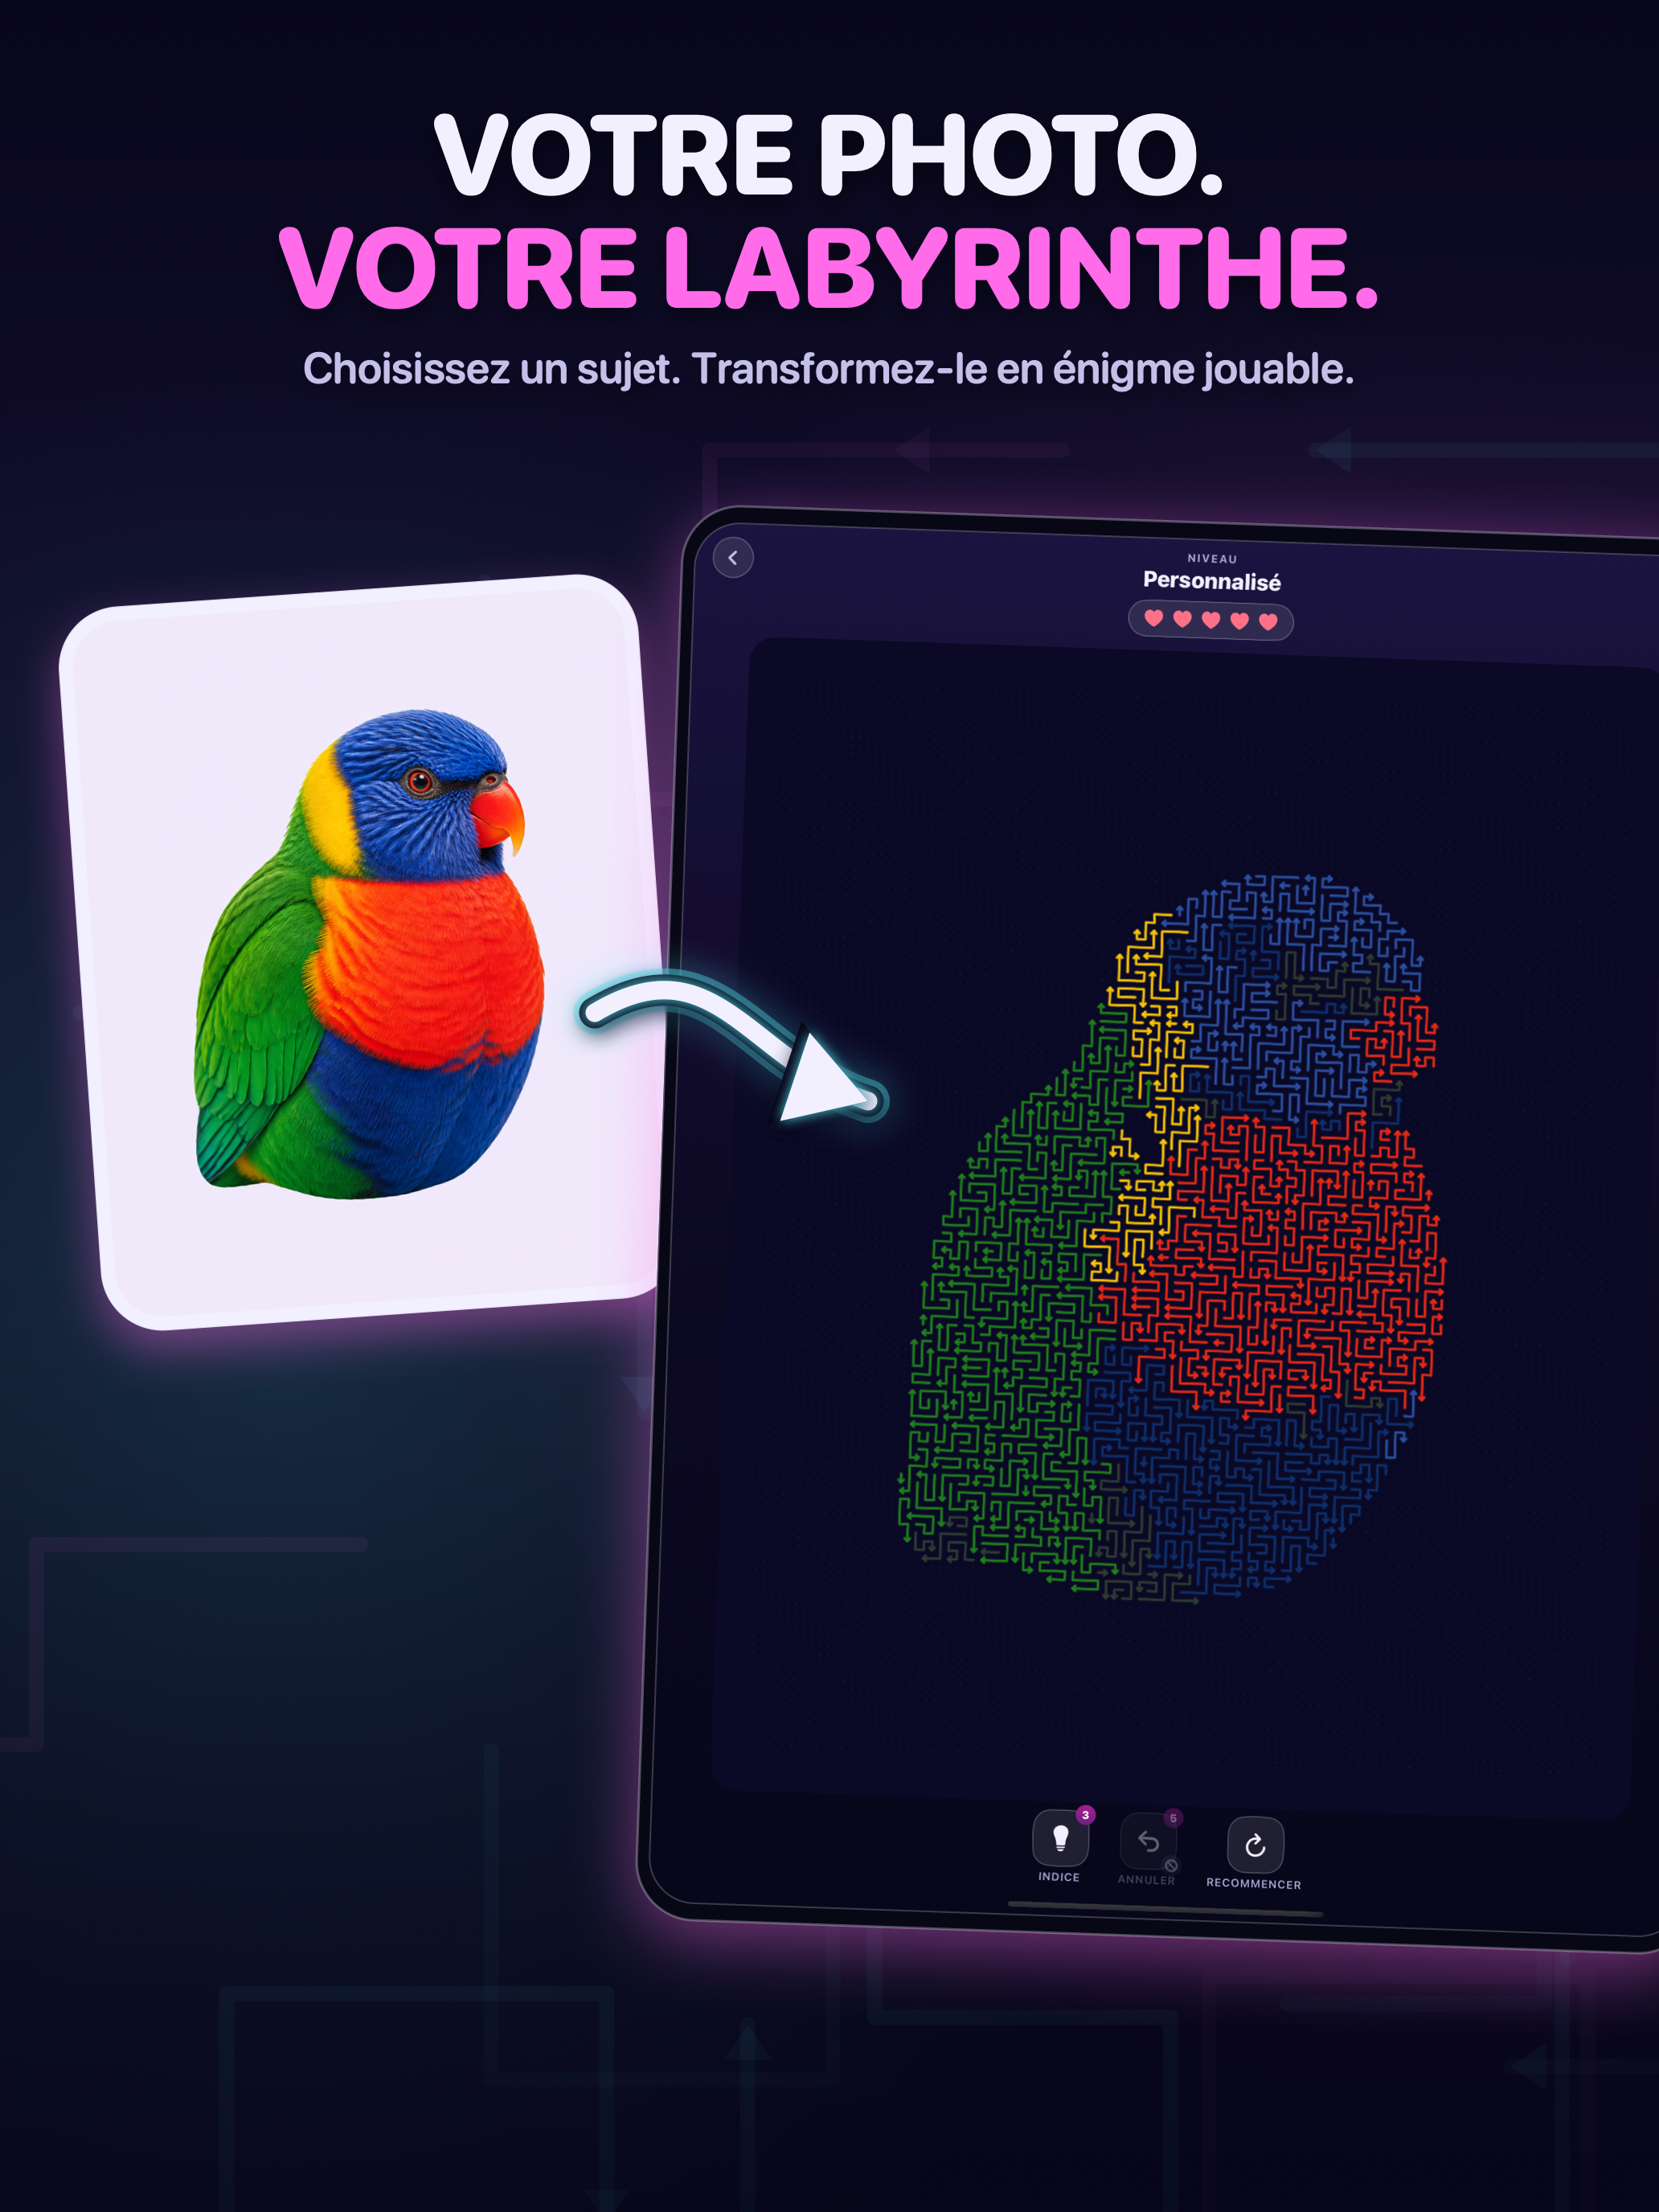 VOTRE PHOTO.
VOTRE LABYRINTHE.
Choisissez un sujet. Transformez-le en énigme jouable.
NIVEAU
Personnalisé
3
5
INDICE
ANNULER
RECOMMENCER